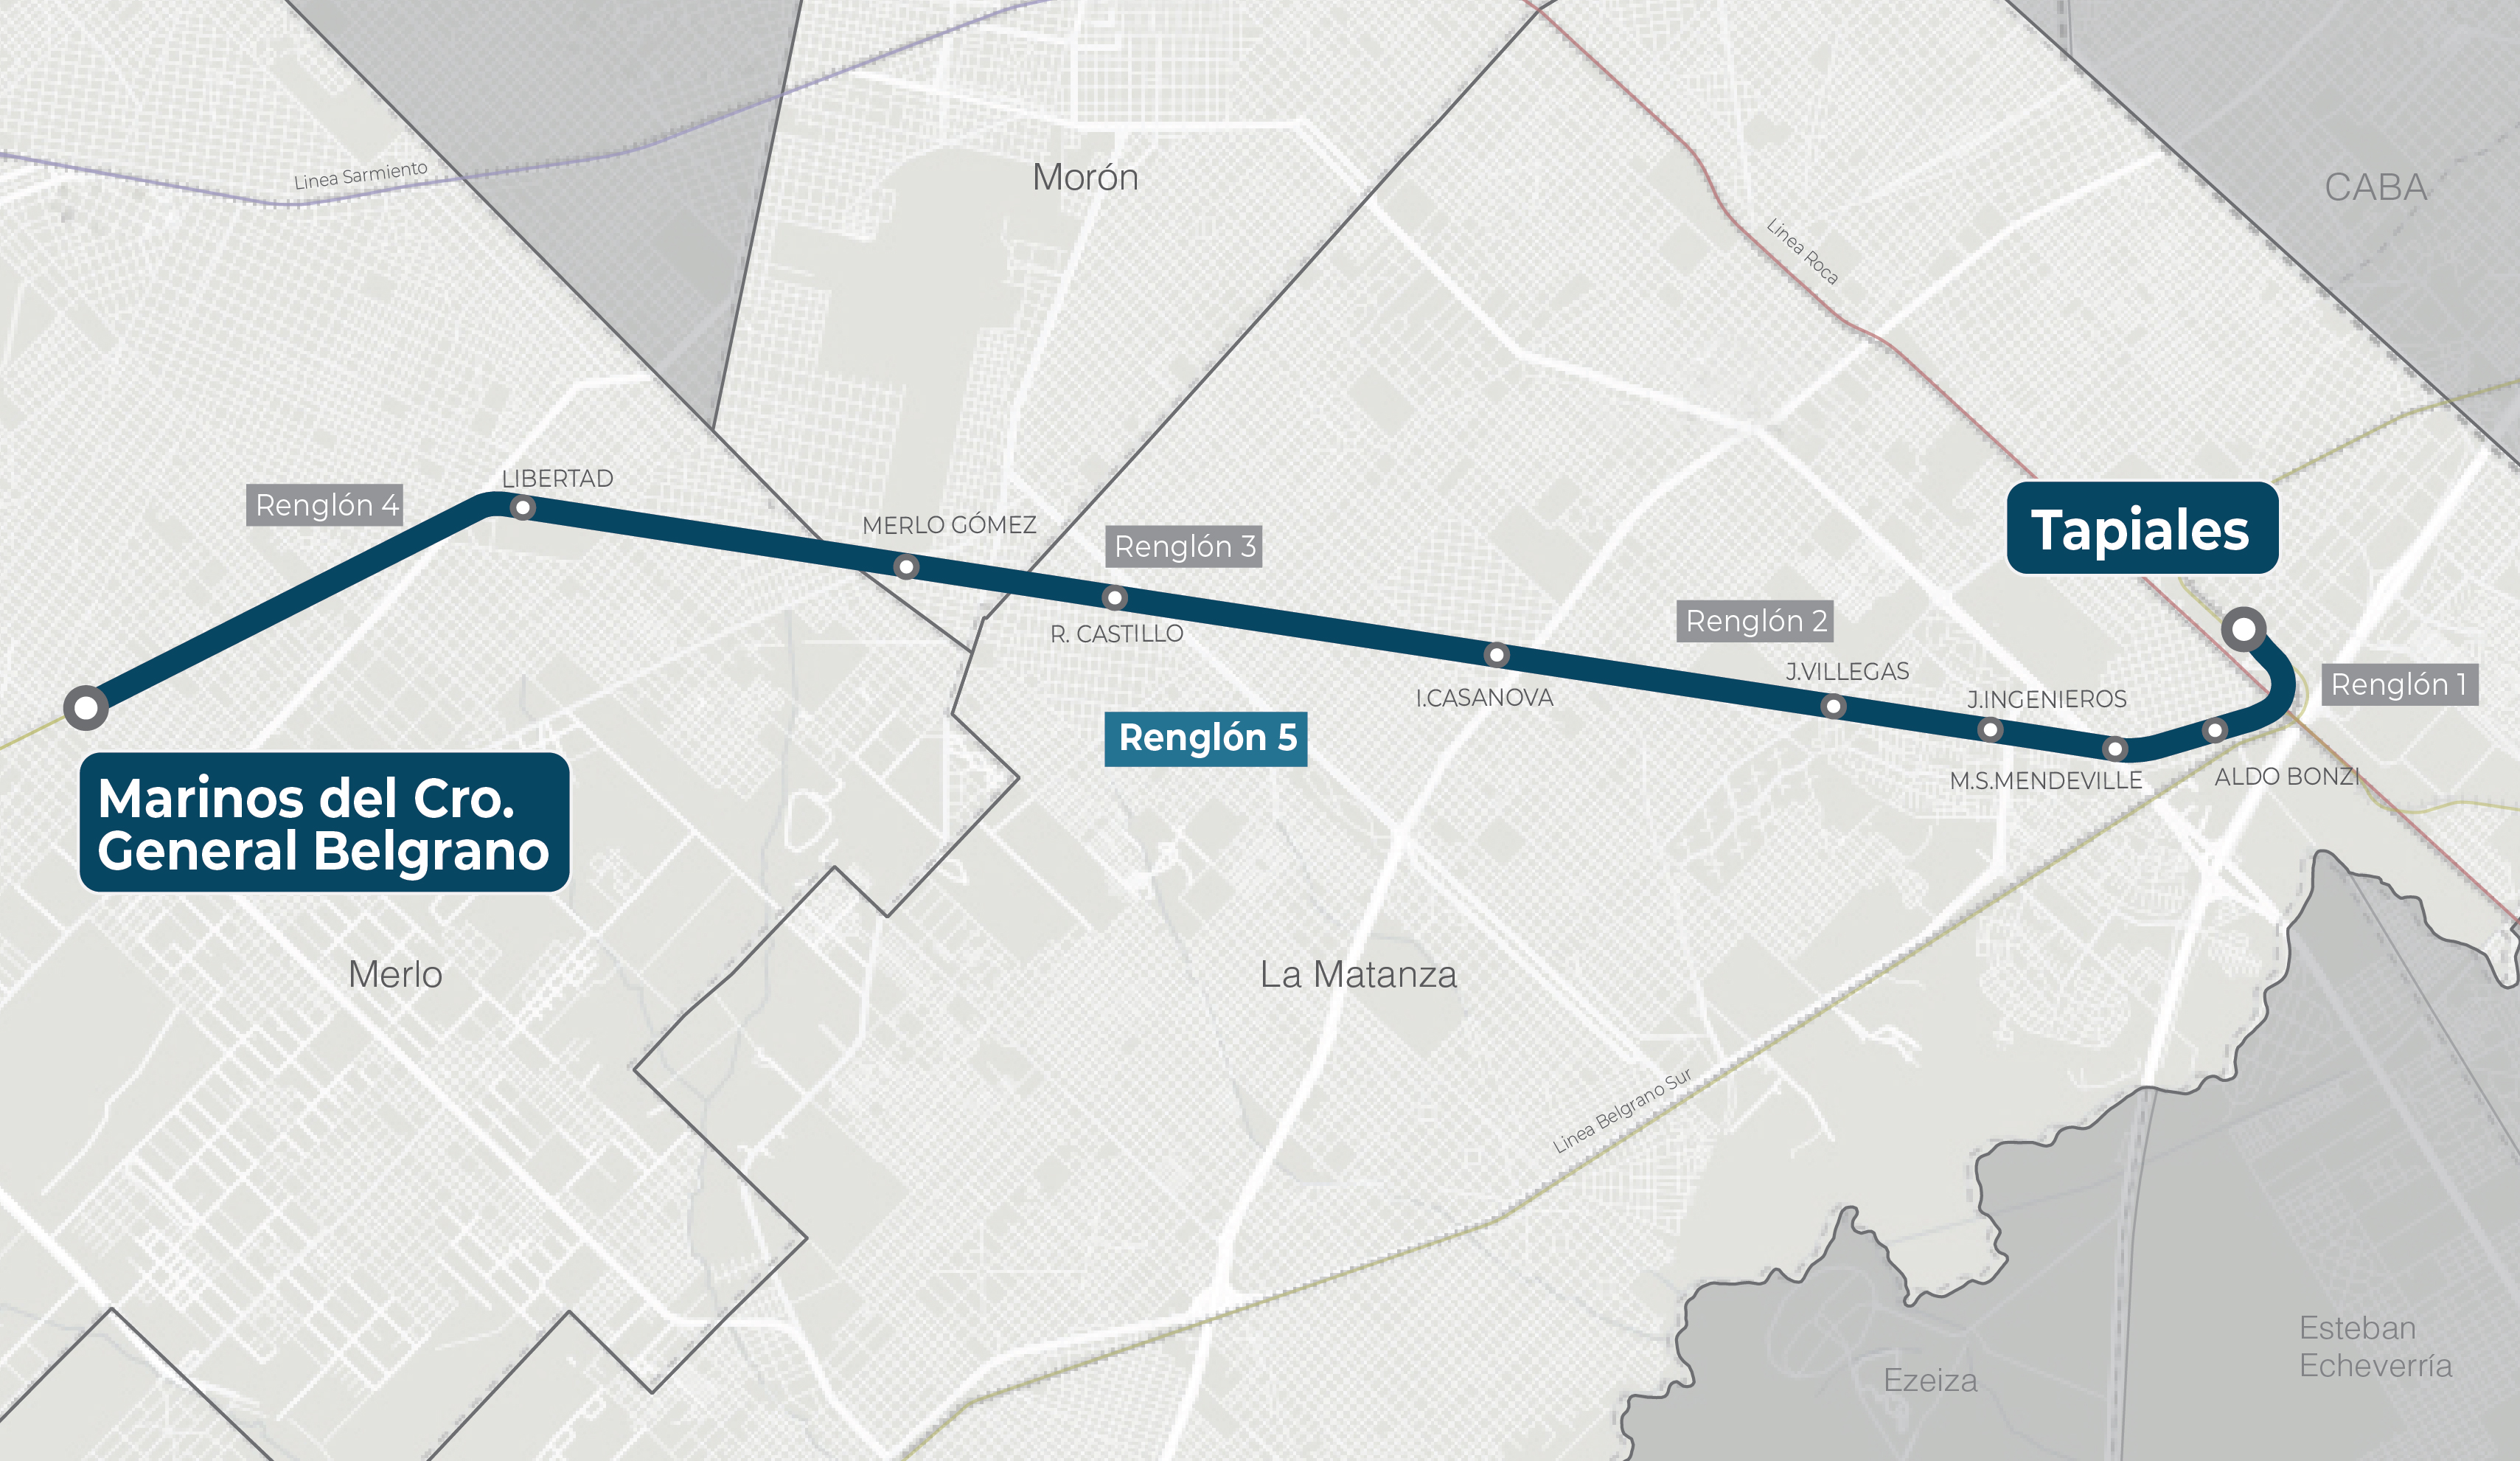 Linea Sarmiento
Morón
CABA
Linea Roca
LIBERTAD
Renglón 4
MERLO GÓMEZ
Renglón 3
Tapiales
R. CASTILLO
Renglón 2
J.VILLEGAS
Renglón 1
I.CASANOVA
J.INGENIEROS
Renglón 5
M.S.MENDEVILLE
ALDO BONZI
Marinos del Cro.
General Belgrano
Merlo
La Matanza
Linea Belgrano Sur
Esteban
Echeverría
Ezeiza